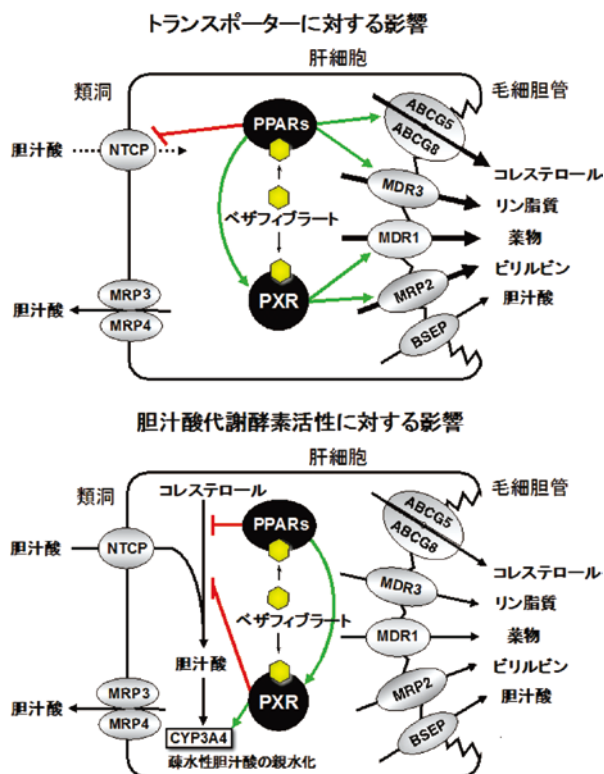 トランスポーターに対する影響
肝細胞
類洞
毛細胆管
PPARs
ABCG5
ABCG8
胆汁酸
NTCP
コレステロール
MDR3
リン脂質
ベザフィブラート
MDR1
薬物
ビリルビン
MRP3
PXR
MRP2
胆汁酸
胆汁酸
MRP4
BSEP
胆汁酸代謝酵素活性に対する影響
肝細胞
類洞
コレステロール
毛細胆管
PPARs
ABCG5
ABCG8
胆汁酸
NTCP
コレステロール
MDR3
リン脂質
ベザフィブラート
MDR1
薬物
胆汁酸
ビリルビン
MRP3
PXR
MRP2
胆汁酸
胆汁酸
MRP4
CYP3A4
BSEP
疎水性胆汁酸の親水化